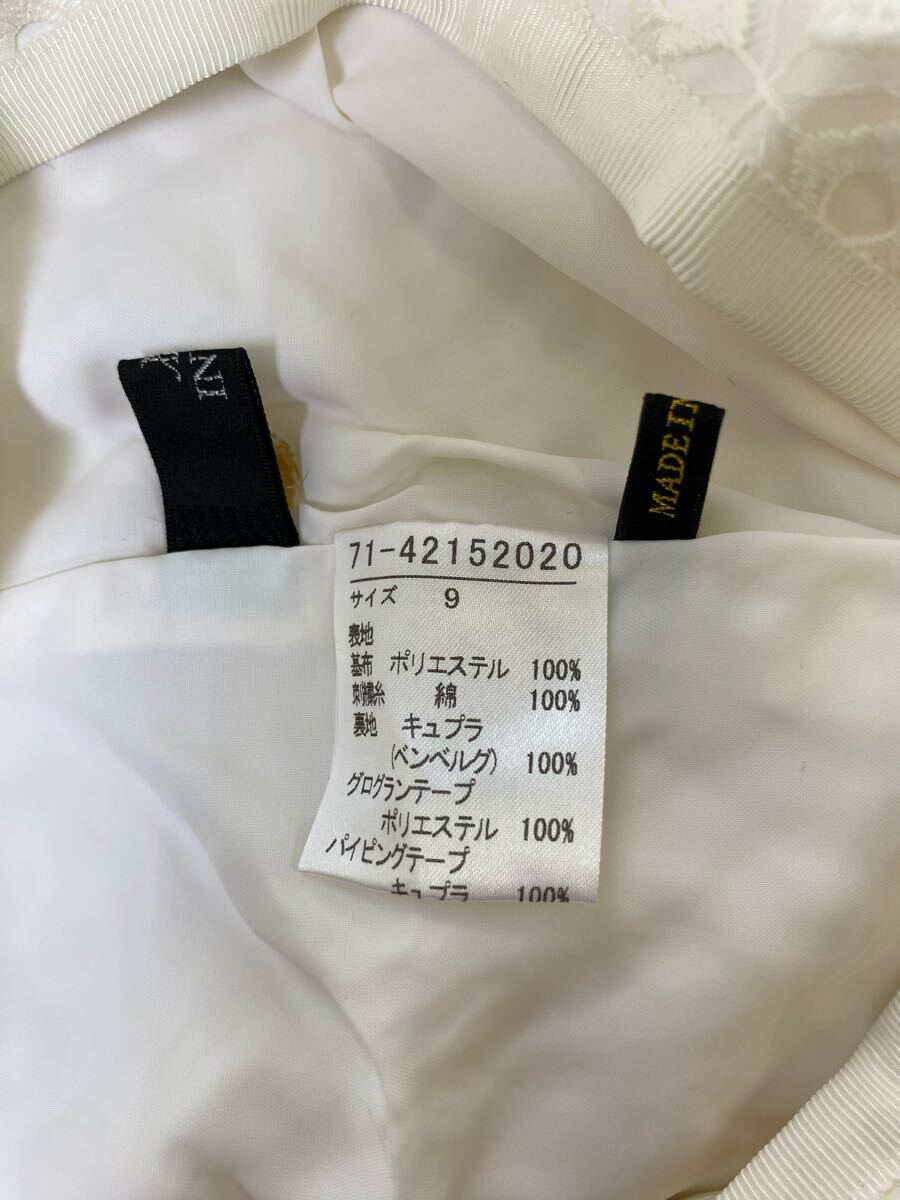 IN
MADE IN
71-42152020
サイズ 9
表地
基布 ポリエステル 100%
刺繍糸 綿 100%
裏地 キュプラ
(ベンベルグ) 100%
グログランテープ
ポリエステル 100%
パイピングテープ
キュプラ 100%